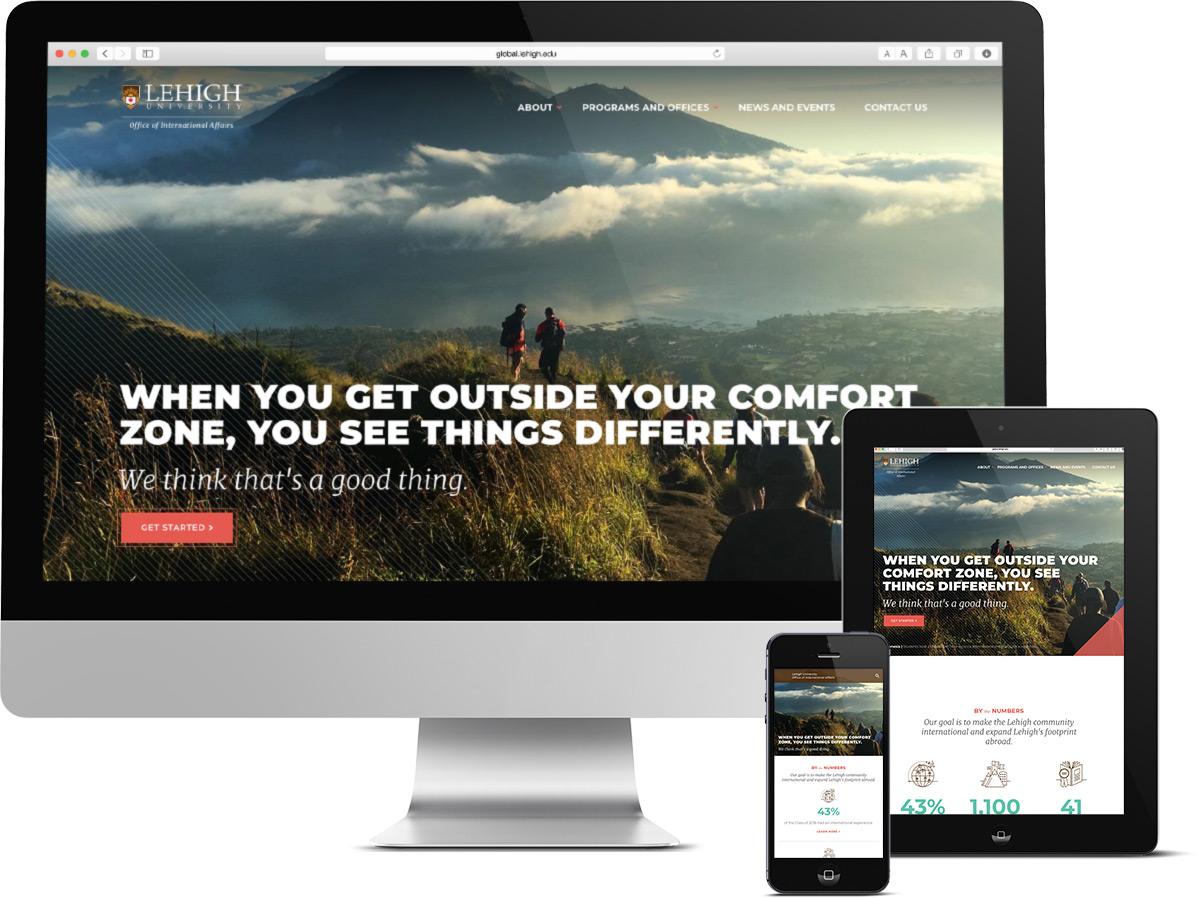 global.lehigh.edu
A A
LEHIGH
UNIVERSITY
Office of International Affairs
ABOUT
PROGRAMS AND OFFICES
NEWS AND EVENTS
CONTACT US
WHEN YOU GET OUTSIDE YOUR COMFORT
ZONE, YOU SEE THINGS DIFFERENTLY.
We think that's a good thing.
GET STARTED >
LEHIGH
Office of International
Affairs
ABOUT
PROGRAMS AND OFFICES
NEWS AND EVENTS
CONTACT US
WHEN YOU GET OUTSIDE YOUR
COMFORT ZONE, YOU SEE
THINGS DIFFERENTLY.
We think that's a good thing.
GET STARTED >
BY the NUMBERS
Our goal is to make the Lehigh community
international and expand Lehigh's footprint
abroad.
43%
1,100
41
Lehigh University
Office of International Affairs
WHEN YOU GET OUTSIDE YOUR COMFORT
ZONE, YOU SEE THINGS DIFFERENTLY.
We think that's a good thing.
BY the NUMBERS
Our goal is to make the Lehigh community
international and expand Lehigh's footprint abroad.
43%
of the Class of 2018 had an international experience
LEARN MORE >